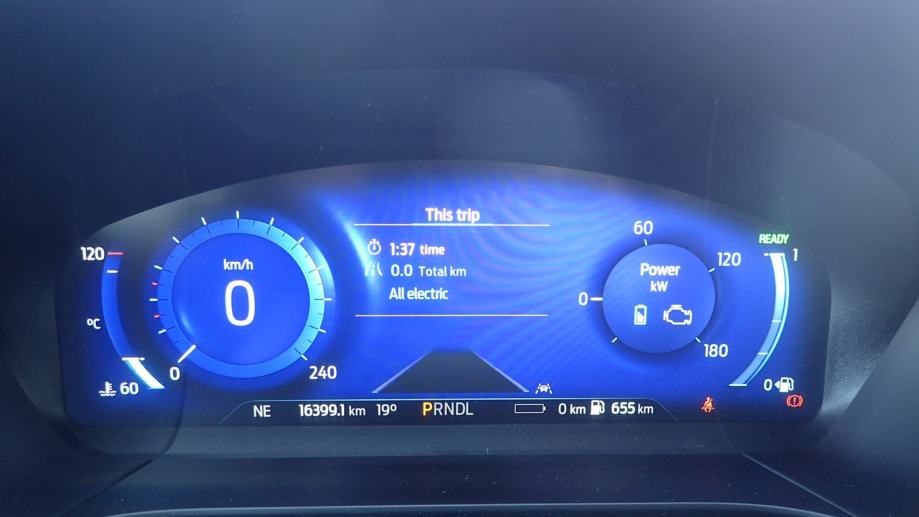 This trip
1:37 time
0.0 Total km
All electric
120
°C
60
km/h
0
0
240
60
0
120
180
Power
kW
READY
1
0
NE 16399.1 km 19° PRNDL 0 km 655 km